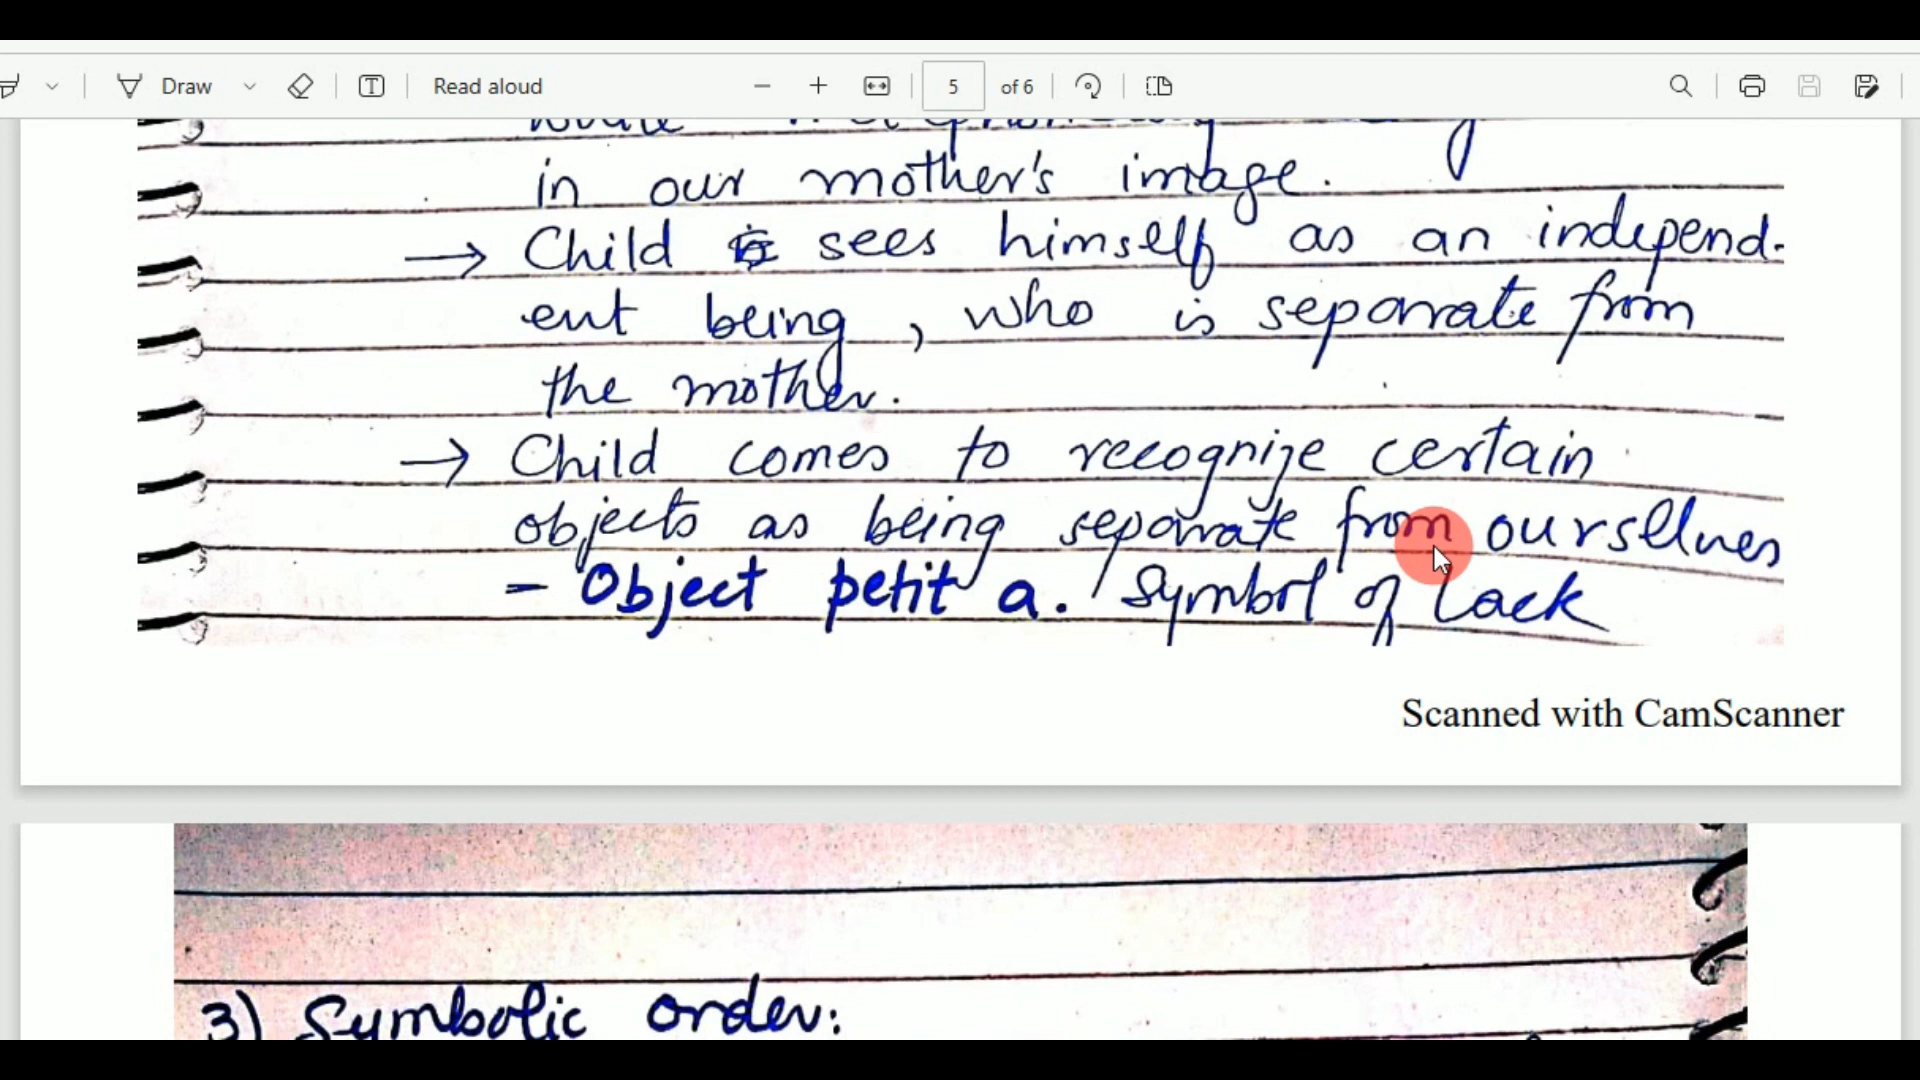 Draw
Read aloud
5 of 6
in our mother's image.
→ Child sees himself as an independ-
ent being, who is separate from
the mother.
→ Child comes to recognize certain
objects as being separate from ourselves
- Object petit a. Symbol of Lack
Scanned with CamScanner
3) Symbolic order: